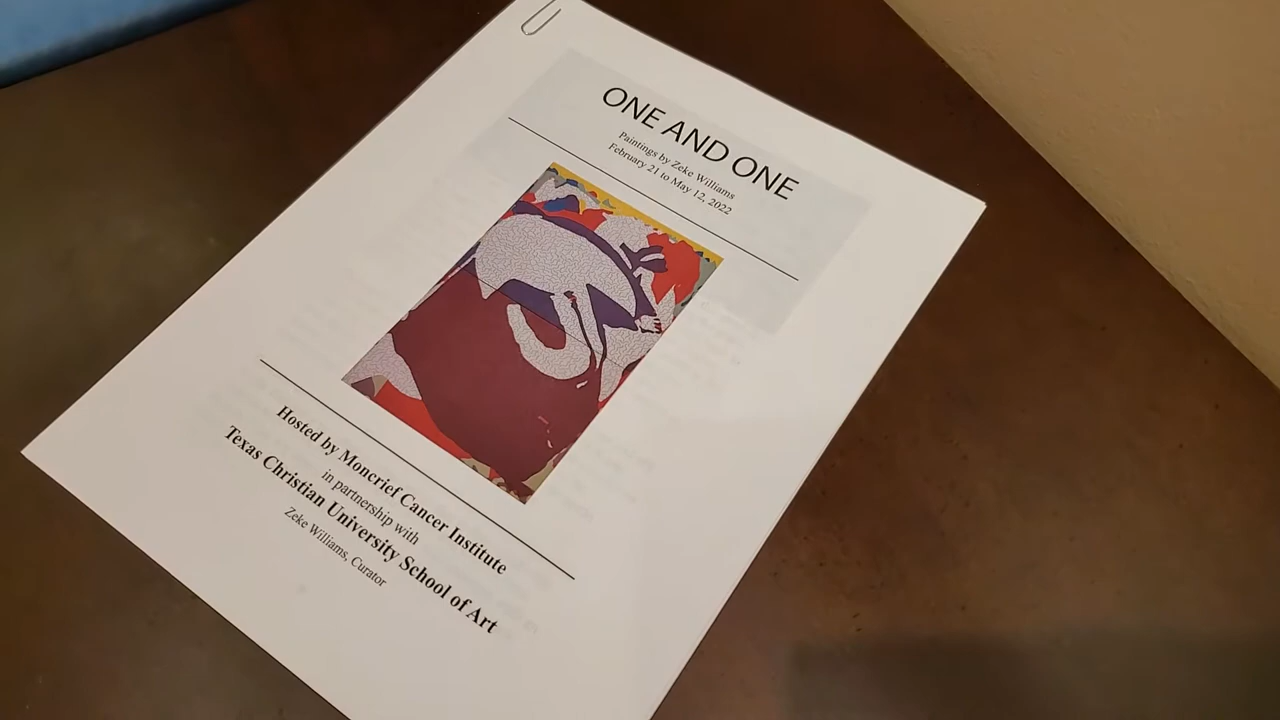 ONE AND ONE
Paintings by Zeke Williams
February 21 to May 12, 2022
Hosted by Moncrief Cancer Institute
in partnership with
Texas Christian University School of Art
Zeke Williams, Curator